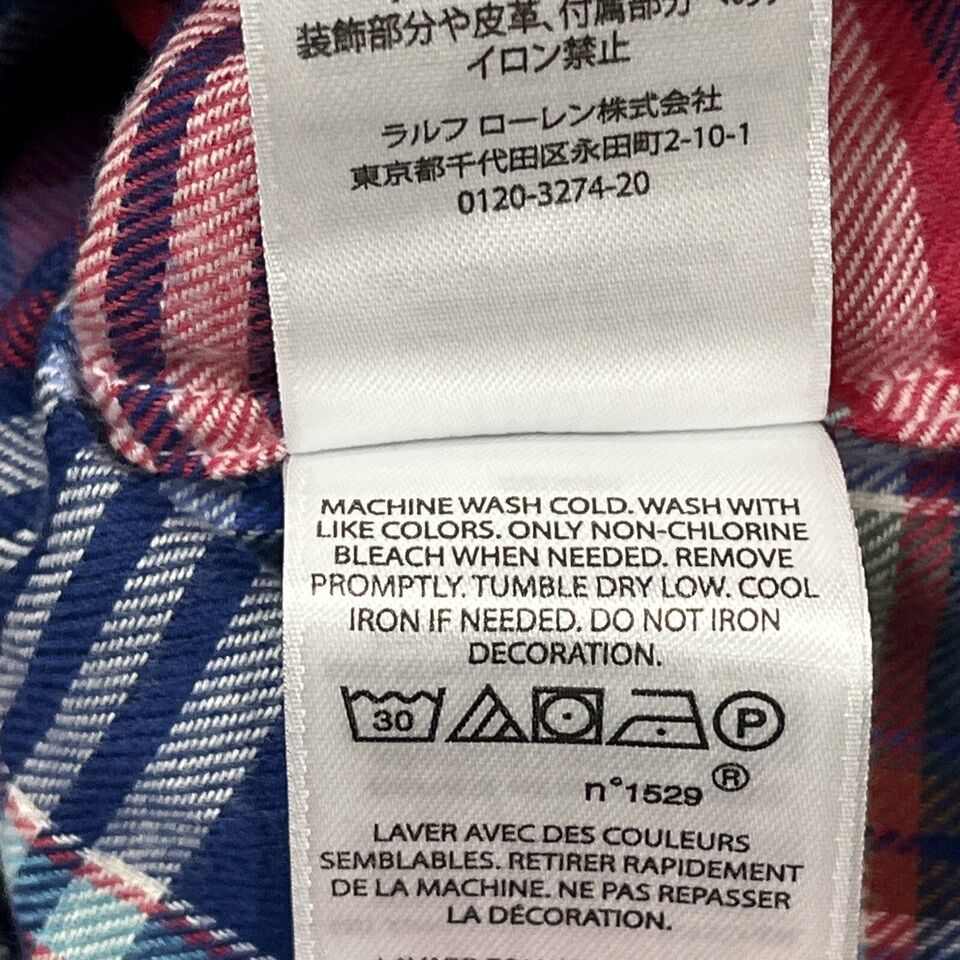 装飾部分や皮革、付属部分への
イロン禁止
ラルフ ローレン株式会社
東京都千代田区永田町2-10-1
0120-3274-20
MACHINE WASH COLD. WASH WITH
LIKE COLORS. ONLY NON-CHLORINE
BLEACH WHEN NEEDED. REMOVE
PROMPTLY. TUMBLE DRY LOW. COOL
IRON IF NEEDED. DO NOT IRON
DECORATION.
30 P
n°1529 ®
LAVER AVEC DES COULEURS
SEMBLABLES. RETIRER RAPIDEMENT
DE LA MACHINE. NE PAS REPASSER
LA DÉCORATION.